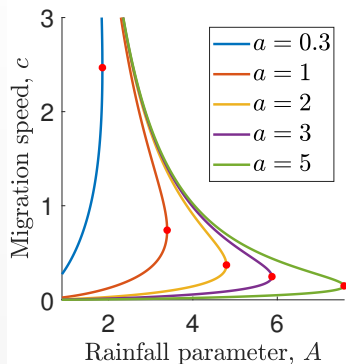 3
2
1
0
2
4
6
Migration speed, c
Rainfall parameter, A
a = 0.3
a = 1
a = 2
a = 3
a = 5